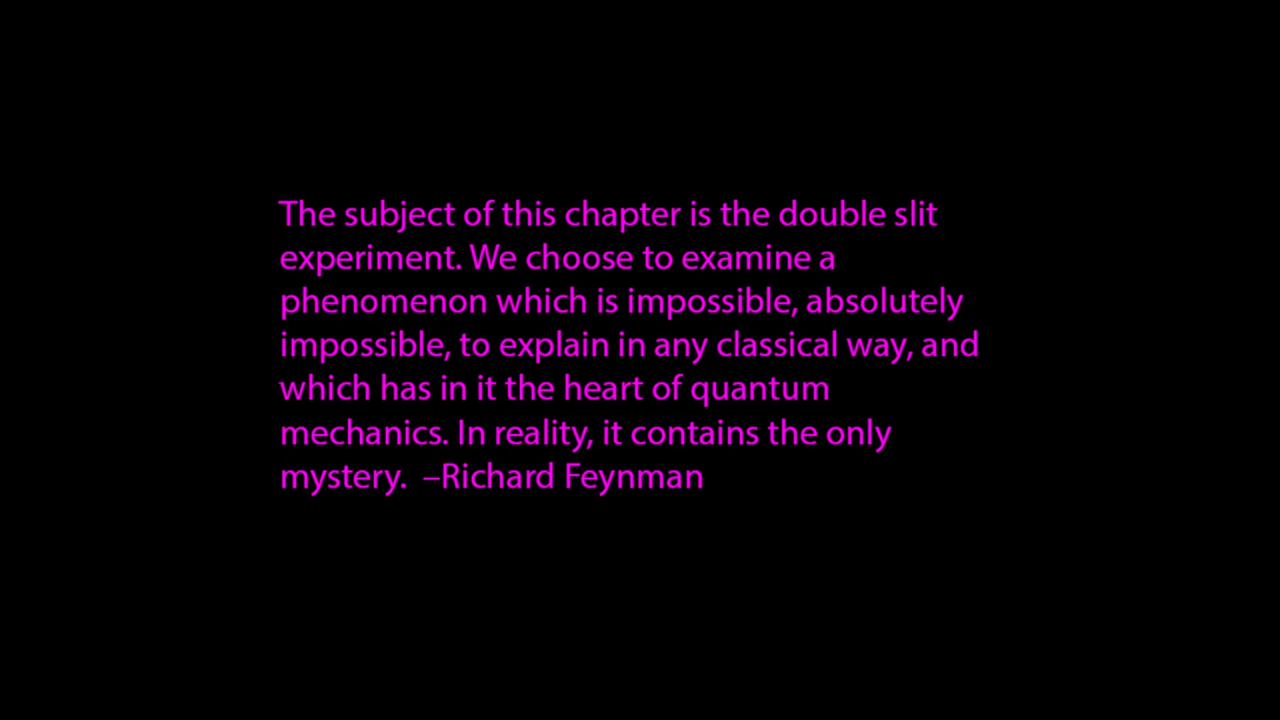 The subject of this chapter is the double slit
experiment. We choose to examine a
phenomenon which is impossible, absolutely
impossible, to explain in any classical way, and
which has in it the heart of quantum
mechanics. In reality, it contains the only
mystery.  –Richard Feynman